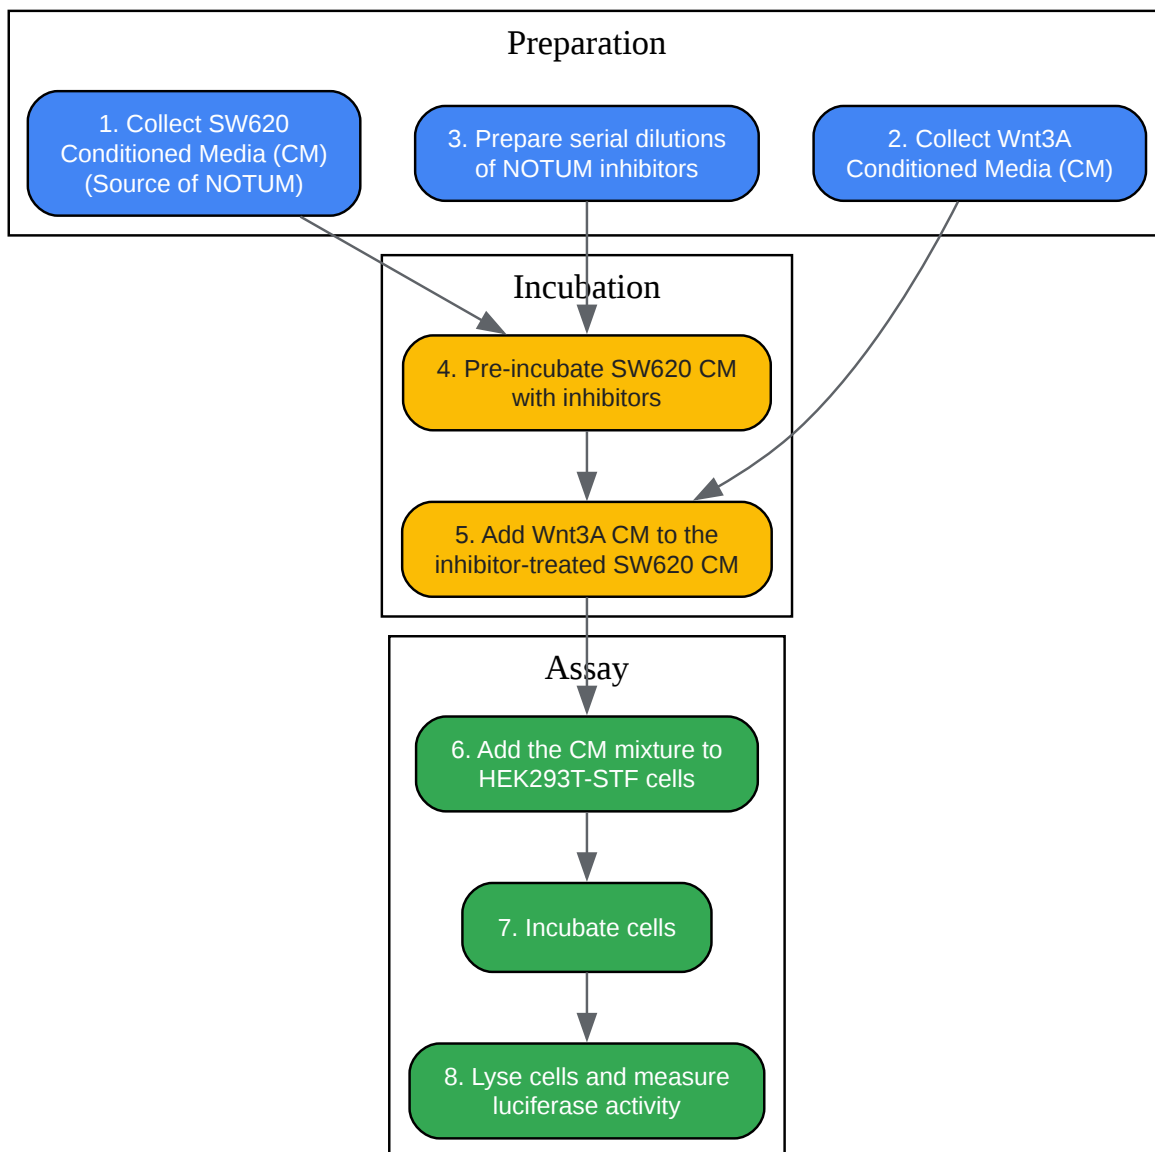 Preparation
1. Collect SW620
Conditioned Media (CM)
(Source of NOTUM)
3. Prepare serial dilutions
of NOTUM inhibitors
2. Collect Wnt3A
Conditioned Media (CM)
Incubation
4. Pre-incubate SW620 CM
with inhibitors
5. Add Wnt3A CM to the
inhibitor-treated SW620 CM
Assay
6. Add the CM mixture to
HEK293T-STF cells
7. Incubate cells
8. Lyse cells and measure
luciferase activity